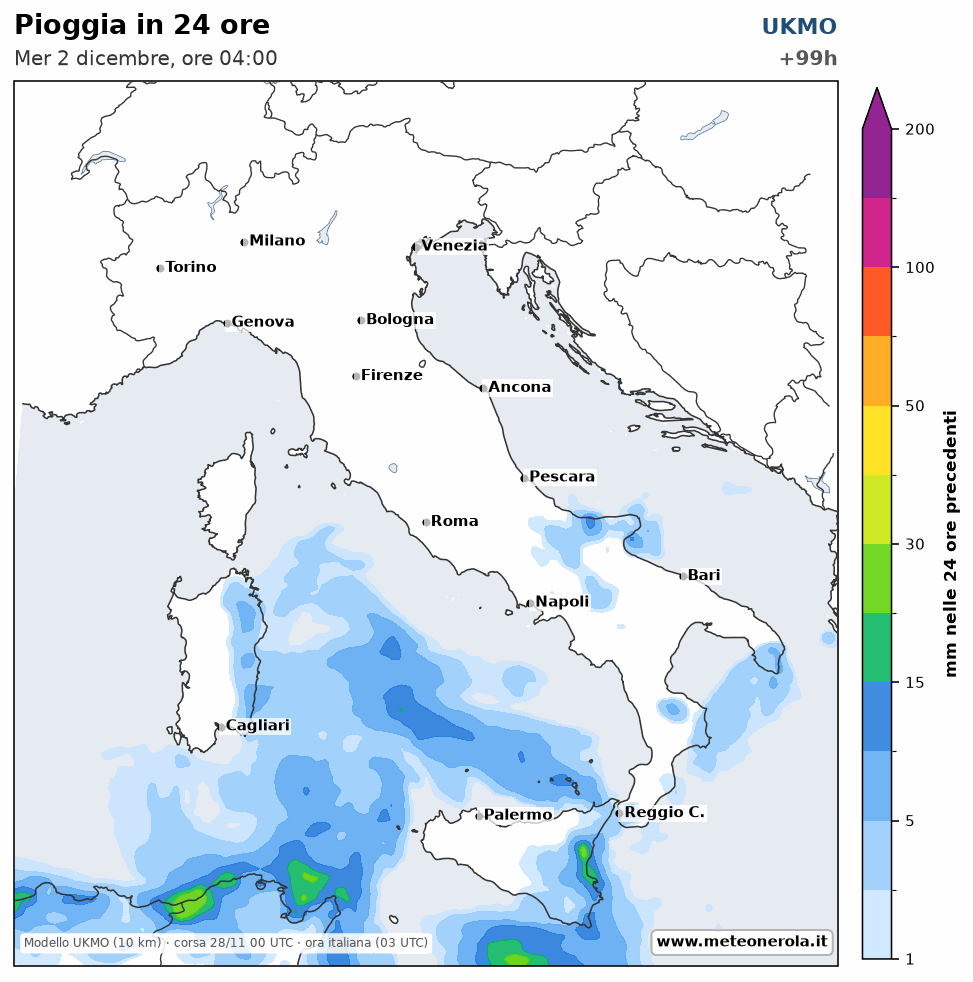 Pioggia in 24 ore
UKMO
Mer 2 dicembre, ore 04:00
+99h
Milano
Venezia
Torino
Genova
Bologna
Firenze
Ancona
Pescara
Roma
Bari
Napoli
Cagliari
Palermo
Reggio C.
Modello UKMO (10 km) · corsa 28/11 00 UTC · ora italiana (03 UTC)
www.meteonerola.it
200
100
50
30
15
5
1
mm nelle 24 ore precedenti